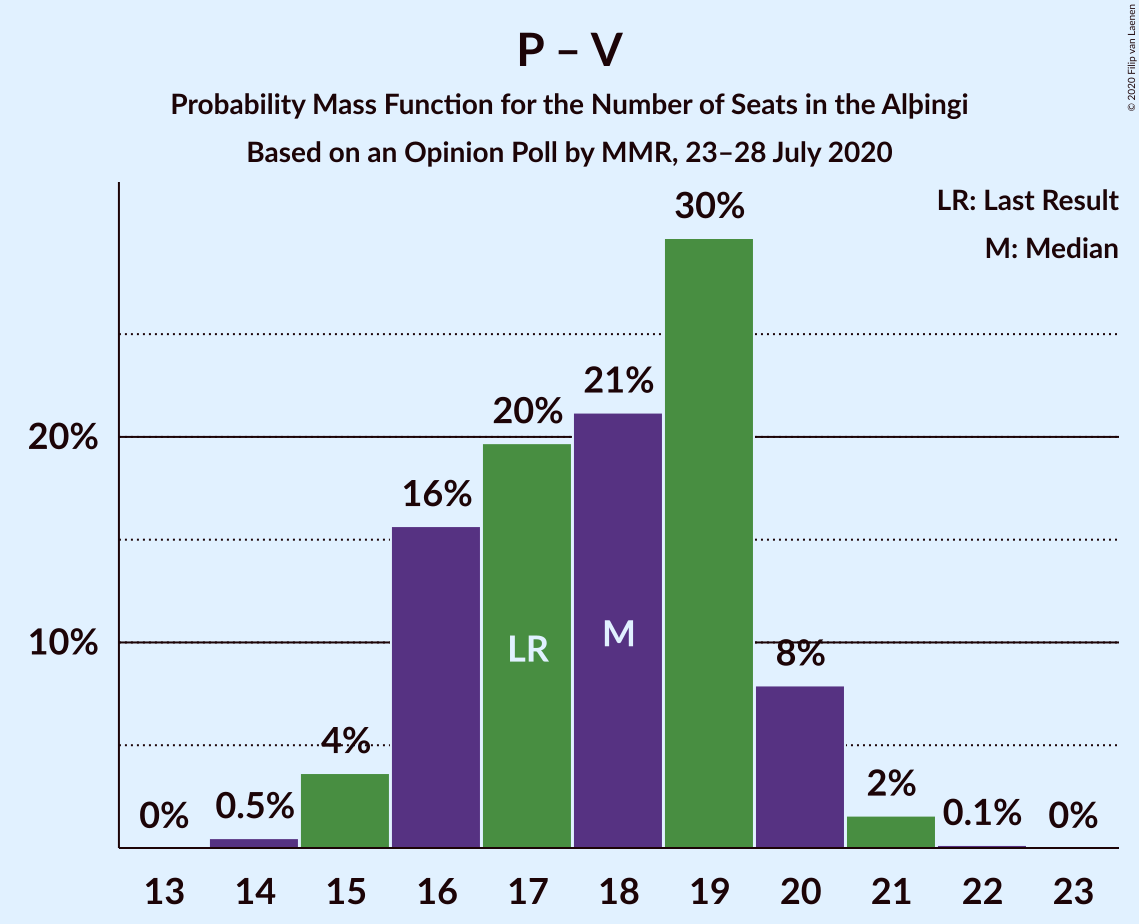 P – V
Probability Mass Function for the Number of Seats in the Alþingi
Based on an Opinion Poll by MMR, 23–28 July 2020
© 2020 Filip van Laenen
LR: Last Result
M: Median
30%
21%
20%
20%
16%
LR
M
10%
8%
4%
2%
0%
0.5%
0.1%
0%
13 14 15 16 17 18 19 20 21 22 23